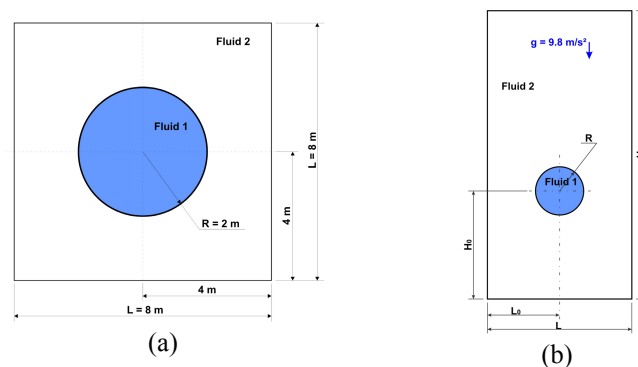 Fluid 2
Fluid 1
R = 2 m
L = 8 m
4 m
4 m
L = 8 m
(a)
g = 9.8 m/s²
Fluid 2
R
Fluid 1
H₀
L₀
L
(b)